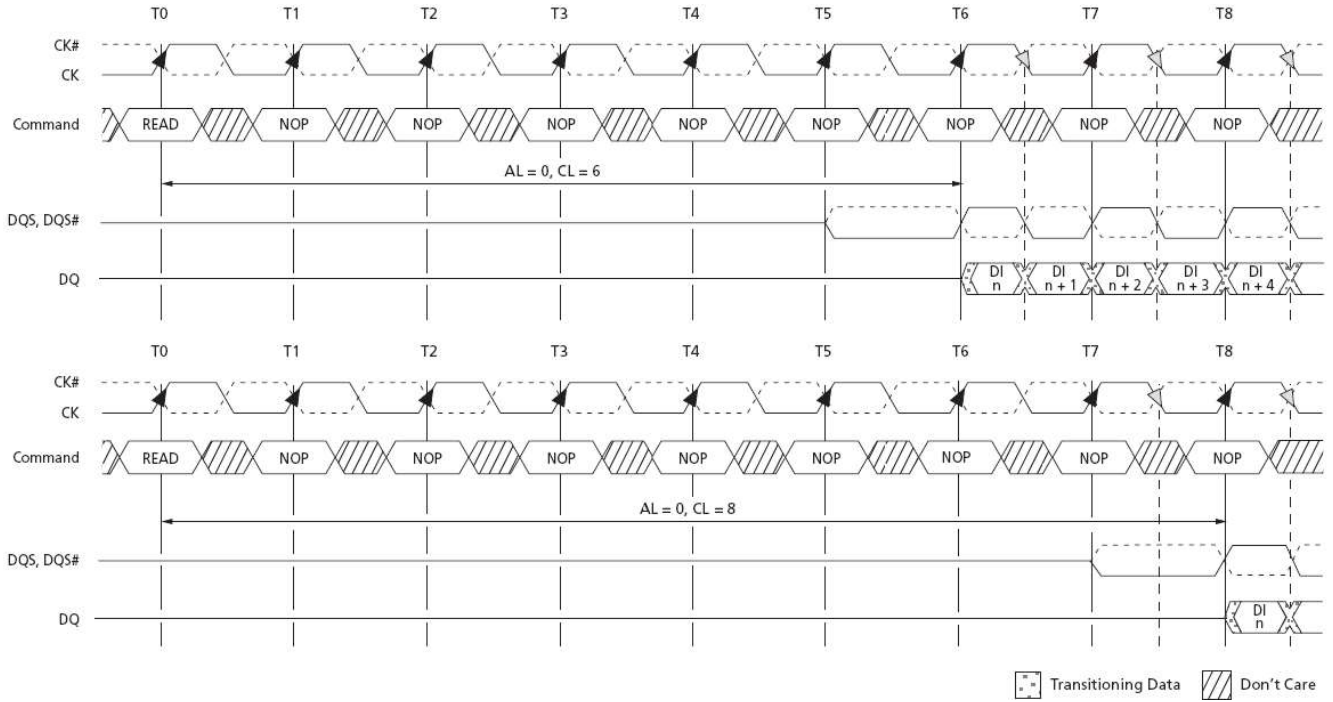 T0 T1 T2 T3 T4 T5 T6 T7 T8
CK#
CK
Command READ NOP NOP NOP NOP NOP NOP NOP NOP
AL = 0, CL = 6
DQS, DQS#
DQ DI n DI n + 1 DI n + 2 DI n + 3 DI n + 4
T0 T1 T2 T3 T4 T5 T6 T7 T8
CK#
CK
Command READ NOP NOP NOP NOP NOP NOP NOP NOP
AL = 0, CL = 8
DQS, DQS#
DQ DI n
Transitioning Data Don't Care